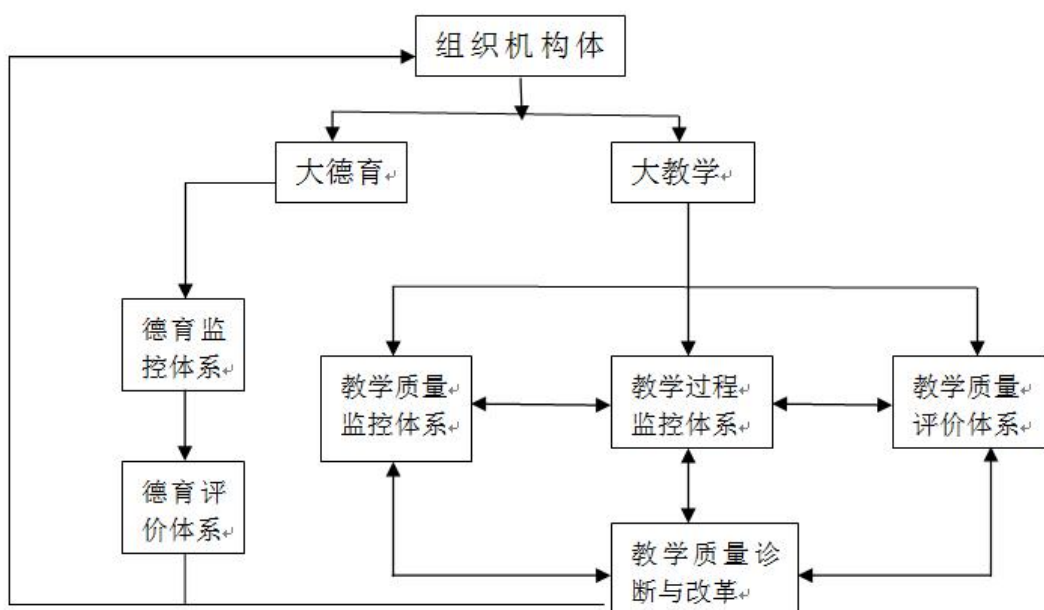 组织机构体
大德育
大教学
德育监
控体系
教学质量
监控体系
教学过程
监控体系
教学质量
评价体系
德育评
价体系
教学质量诊
断与改革